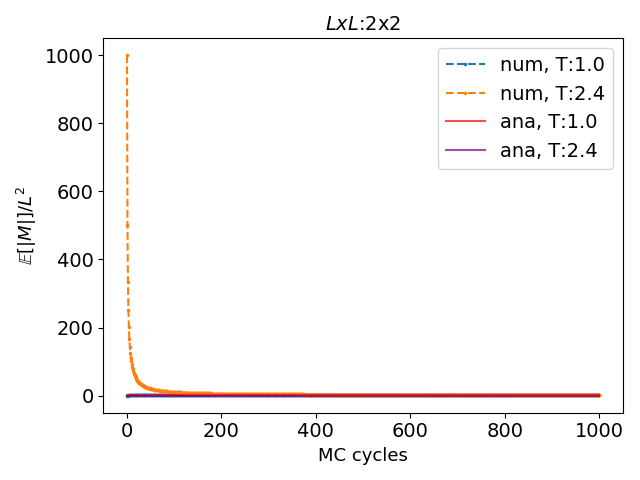 LxL:2x2
num, T:1.0
num, T:2.4
ana, T:1.0
ana, T:2.4
𝔼[|M|]/L²
1000
800
600
400
200
0
0 200 400 600 800 1000
MC cycles